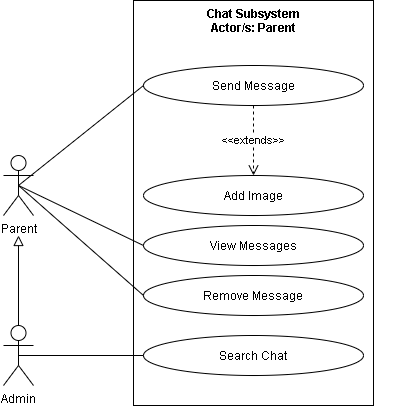 Chat Subsystem
Actor/s: Parent
Send Message
<<extends>>
Add Image
Parent
View Messages
Remove Message
Search Chat
Admin